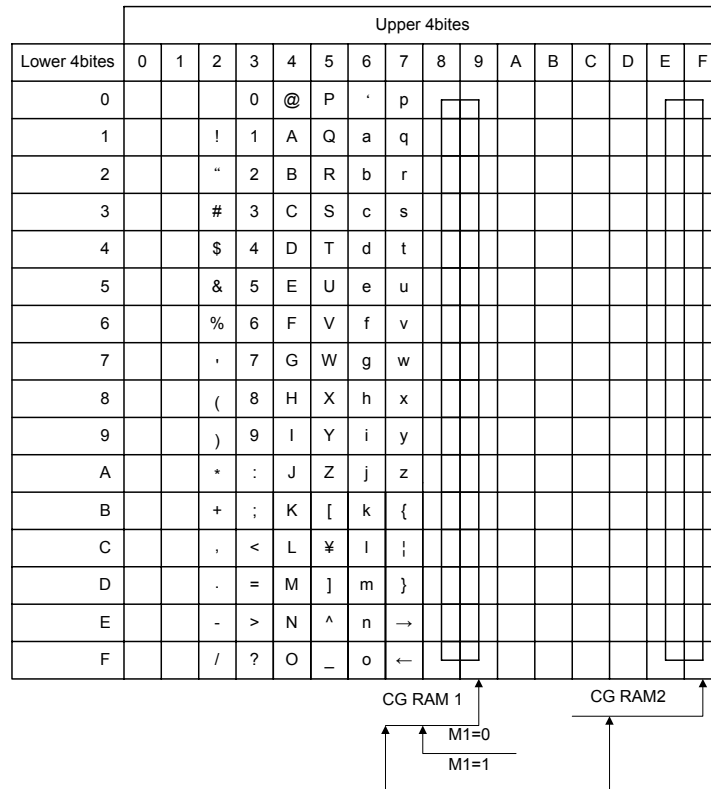 Upper 4bites
Lower 4bites 0 1 2 3 4 5 6 7 8 9 A B C D E F
0 0 @ P ‘ p
1 ! 1 A Q a q
2 “ 2 B R b r
3 # 3 C S c s
4 $ 4 D T d t
5 & 5 E U e u
6 % 6 F V f v
7 ' 7 G W g w
8 ( 8 H X h x
9 ) 9 I Y i y
A * : J Z j z
B + ; K [ k {
C , < L ¥ l ¦
D . = M ] m }
E - > N ^ n →
F / ? O _ o ←
CG RAM 1 CG RAM2
M1=0
M1=1